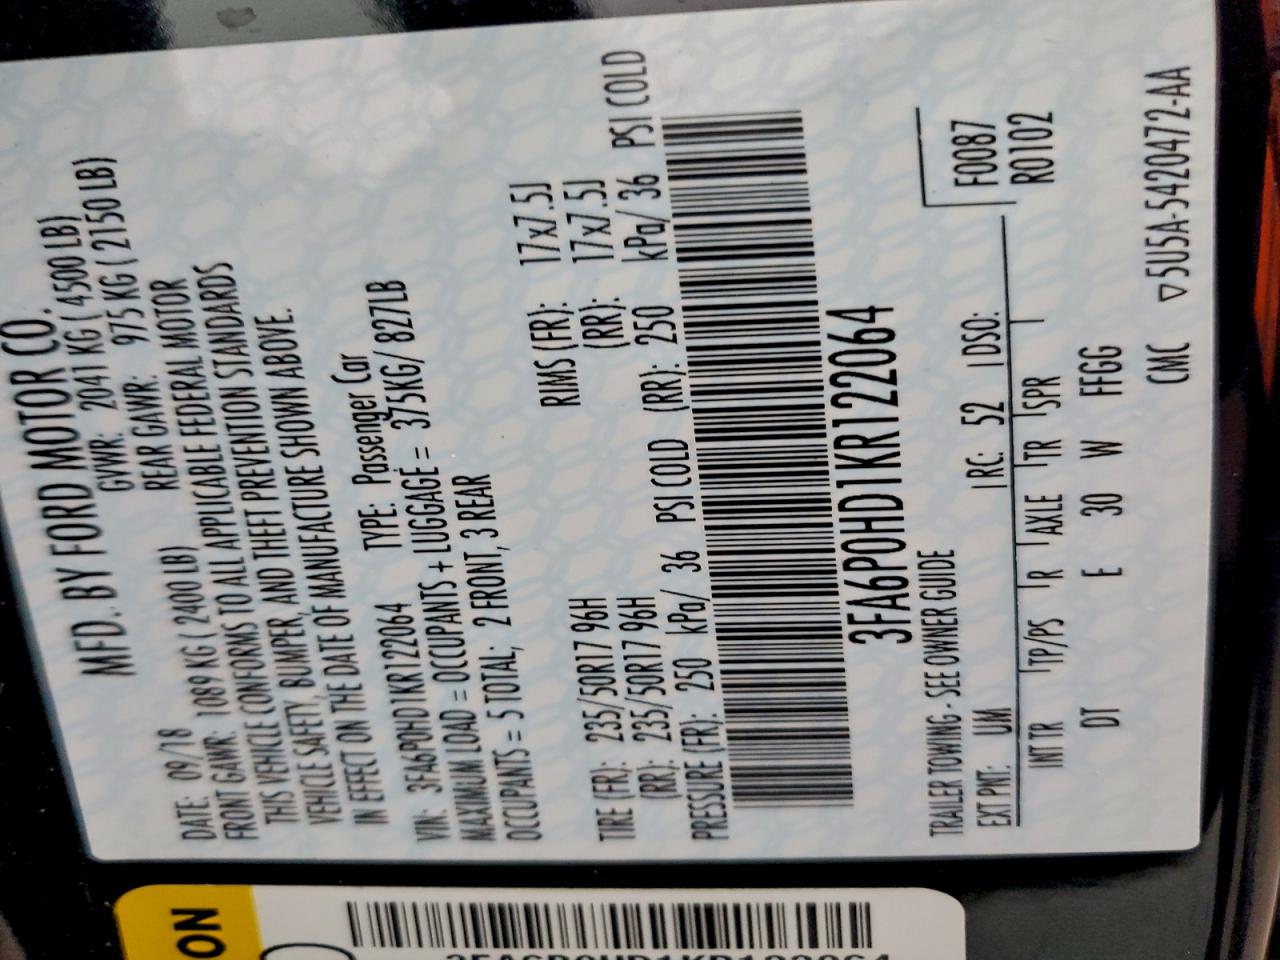 MFD. BY FORD MOTOR CO.
DATE: 09/18 GVWR: 2041 KG ( 4500 LB)
FRONT GAWR: 1089 KG ( 2400 LB) REAR GAWR: 975 KG ( 2150 LB)
THIS VEHICLE CONFORMS TO ALL APPLICABLE FEDERAL MOTOR
VEHICLE SAFETY, BUMPER, AND THEFT PREVENTION STANDARDS
IN EFFECT ON THE DATE OF MANUFACTURE SHOWN ABOVE.
VIN: 3FA6P0HD1KR122064 TYPE: Passenger Car
MAXIMUM LOAD = OCCUPANTS + LUGGAGE = 375KG/ 827LB
OCCUPANTS = 5 TOTAL; 2 FRONT, 3 REAR
TIRE (FR): 235/50R17 96H RIMS (FR): 17x7.5J
(RR): 235/50R17 96H (RR): 17x7.5J
PRESSURE (FR): 250 kPa/ 36 PSI COLD (RR): 250 kPa/ 36 PSI COLD
3FA6P0HD1KR122064
TRAILER TOWING - SEE OWNER GUIDE
F0087
EXT PNT: UM RC: 52 DSO: R0102
INT TR TP/PS R AXLE TR SPR
DT E 30 W FFGG
CMC ▽5U5A-5420472-AA
ON
3FA6P0HD1KR122064